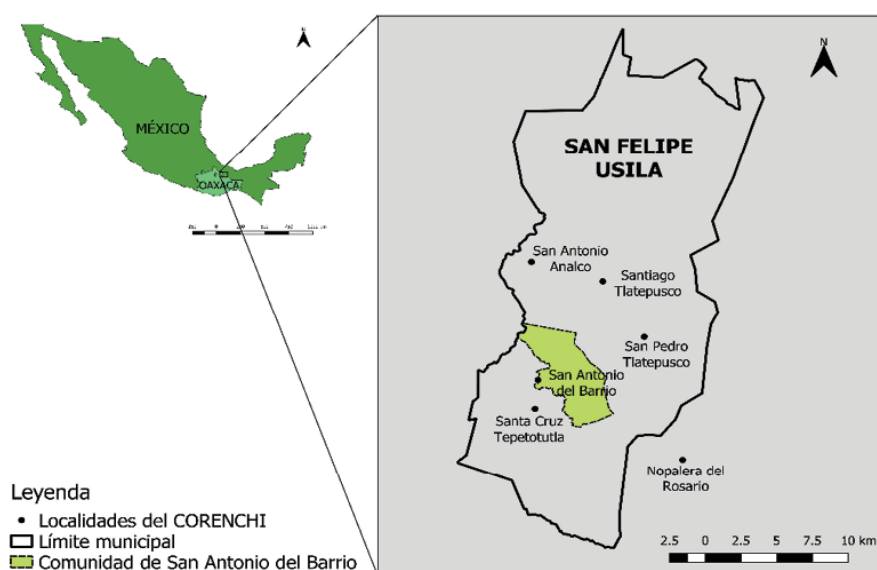 N
MÉXICO
OAXACA
N
SAN FELIPE
USILA
San Antonio
Analco
Santiago
Tlatepusco
San Pedro
Tlatepusco
San Antonio
del Barrio
Santa Cruz
Tepetotutla
Nopalera del
Rosario
2.5 0 2.5 5 7.5 10 km
Leyenda
Localidades del CORENCHI
Límite municipal
Comunidad de San Antonio del Barrio